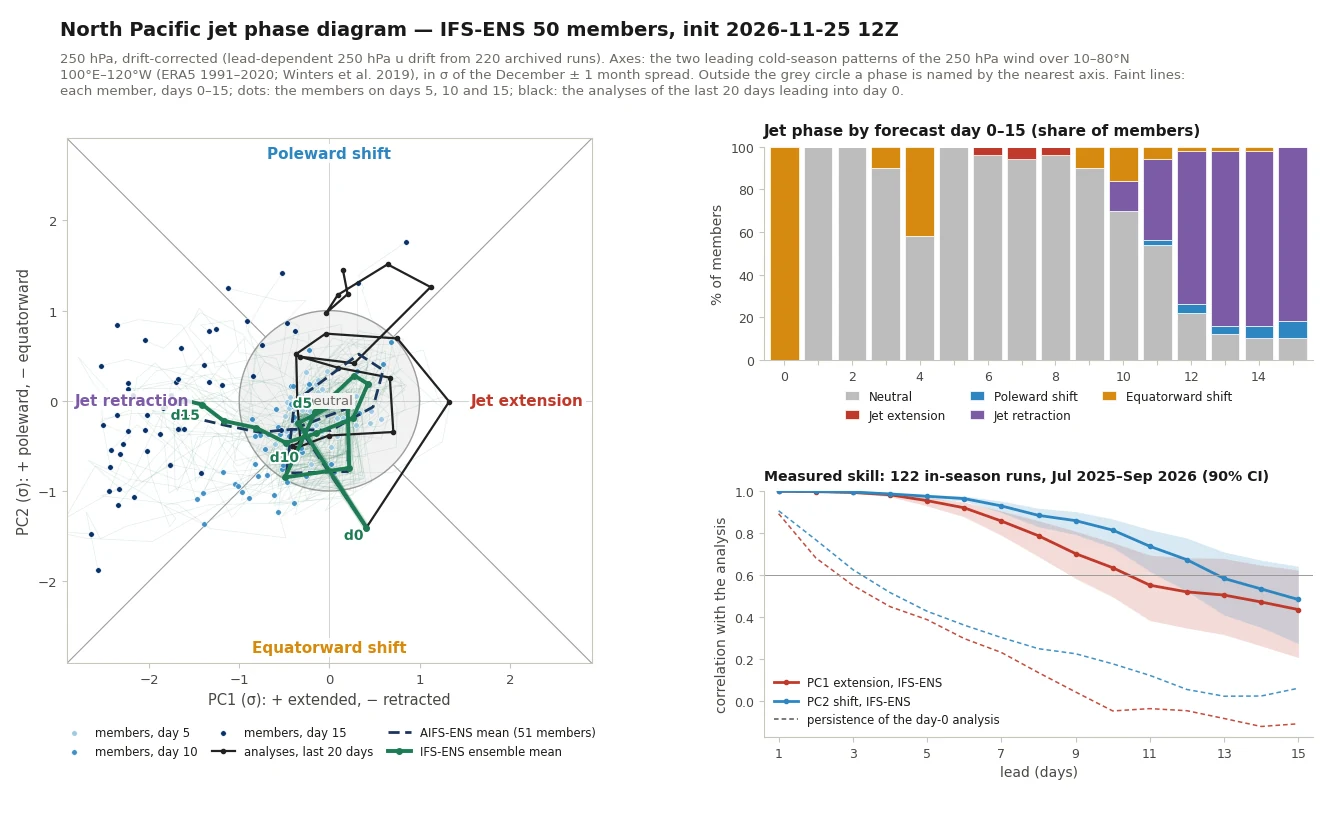 North Pacific jet phase diagram — IFS-ENS 50 members, init 2026-11-25 12Z
250 hPa, drift-corrected (lead-dependent 250 hPa u drift from 220 archived runs). Axes: the two leading cold-season patterns of the 250 hPa wind over 10–80°N
100°E–120°W (ERA5 1991–2020; Winters et al. 2019), in σ of the December ± 1 month spread. Outside the grey circle a phase is named by the nearest axis. Faint lines:
each member, days 0–15; dots: the members on days 5, 10 and 15; black: the analyses of the last 20 days leading into day 0.
Poleward shift
Jet retraction
Jet extension
Equatorward shift
neutral
d0
d5
d10
d15
2
1
0
−1
−2
PC2 (σ): + poleward, − equatorward
−2 −1 0 1 2
PC1 (σ): + extended, − retracted
members, day 5
members, day 10
members, day 15
analyses, last 20 days
AIFS-ENS mean (51 members)
IFS-ENS ensemble mean
Jet phase by forecast day 0–15 (share of members)
100
80
60
40
20
0
% of members
0 2 4 6 8 10 12 14
Neutral
Jet extension
Poleward shift
Jet retraction
Equatorward shift
Measured skill: 122 in-season runs, Jul 2025–Sep 2026 (90% CI)
1.0
0.8
0.6
0.4
0.2
0.0
correlation with the analysis
PC1 extension, IFS-ENS
PC2 shift, IFS-ENS
persistence of the day-0 analysis
1 3 5 7 9 11 13 15
lead (days)